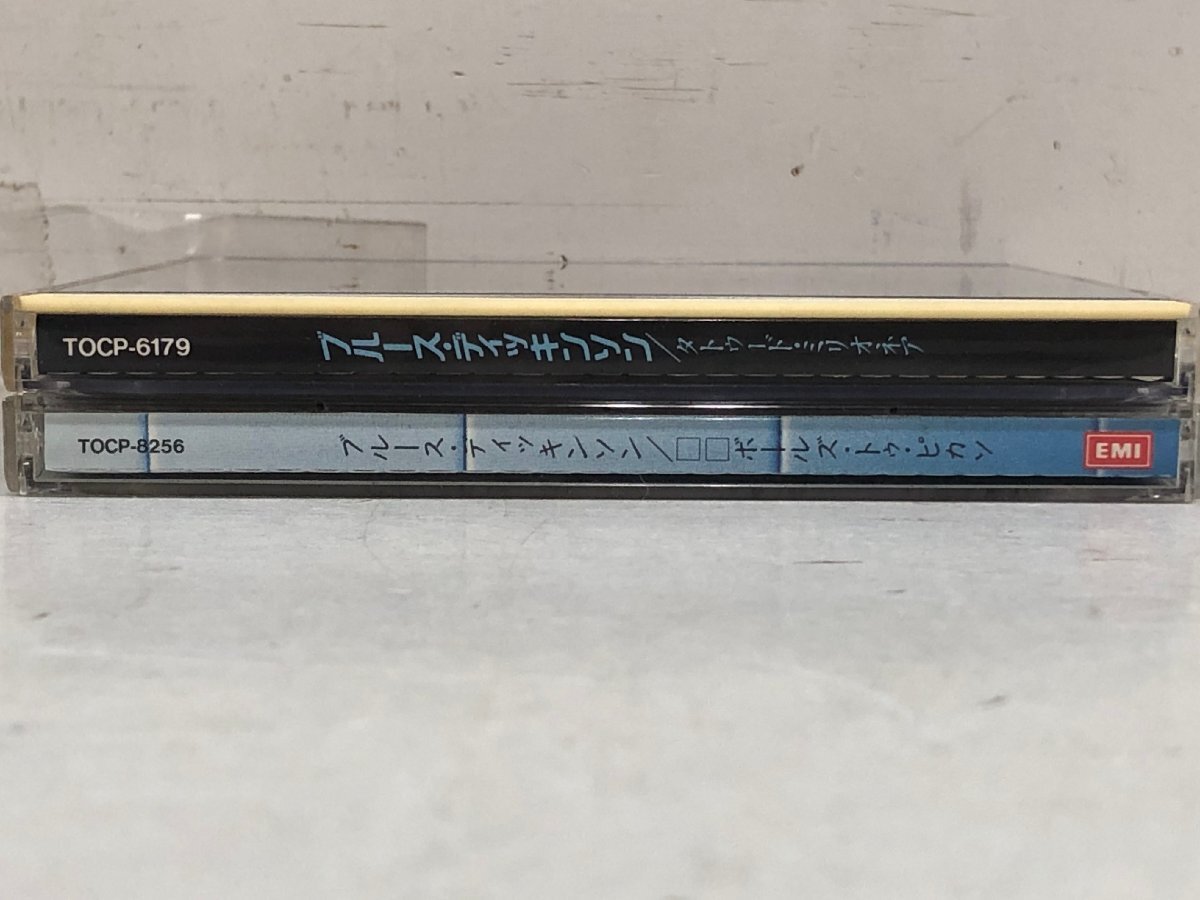 TOCP-6179 ブルース・ディッキンソン/タトゥード・ミリオネア
TOCP-8256 ブルース・ディッキンソン/□□ボールズ・トゥ・ピカソ EMI